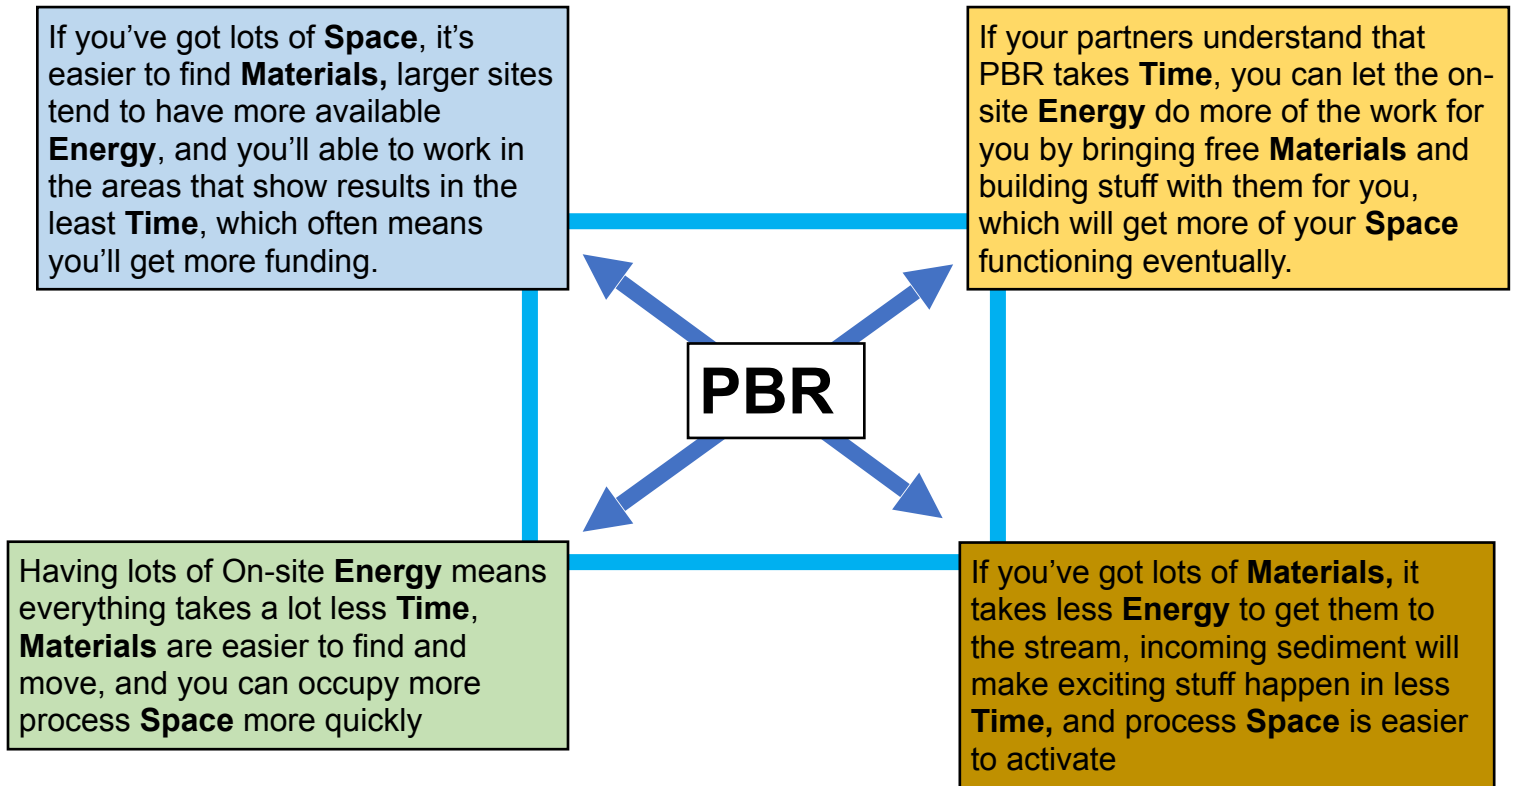 If you’ve got lots of Space, it’s
easier to find Materials, larger sites
tend to have more available
Energy, and you’ll able to work in
the areas that show results in the
least Time, which often means
you’ll get more funding.
If your partners understand that
PBR takes Time, you can let the on-
site Energy do more of the work for
you by bringing free Materials and
building stuff with them for you,
which will get more of your Space
functioning eventually.
PBR
Having lots of On-site Energy means
everything takes a lot less Time,
Materials are easier to find and
move, and you can occupy more
process Space more quickly
If you’ve got lots of Materials, it
takes less Energy to get them to
the stream, incoming sediment will
make exciting stuff happen in less
Time, and process Space is easier
to activate